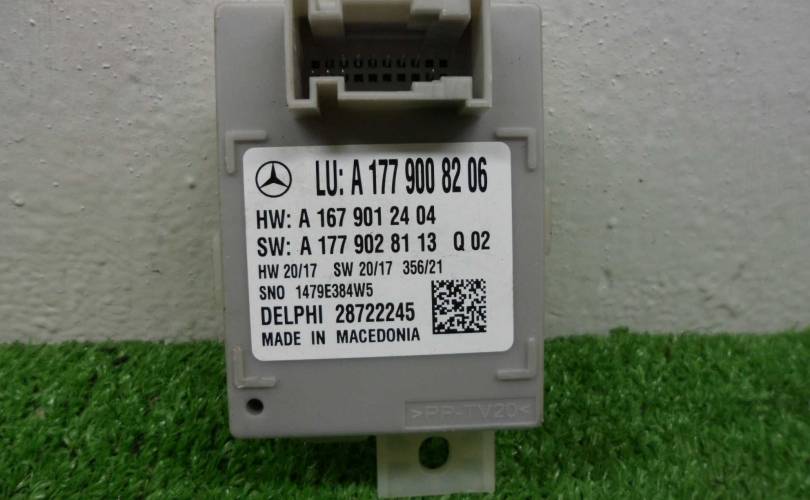 LU: A 177 900 82 06
HW: A 167 901 24 04
SW: A 177 902 81 13 Q 02
HW 20/17 SW 20/17 356/21
SNO 1479E384W5
DELPHI 28722245
MADE IN MACEDONIA
>PP-TV20<